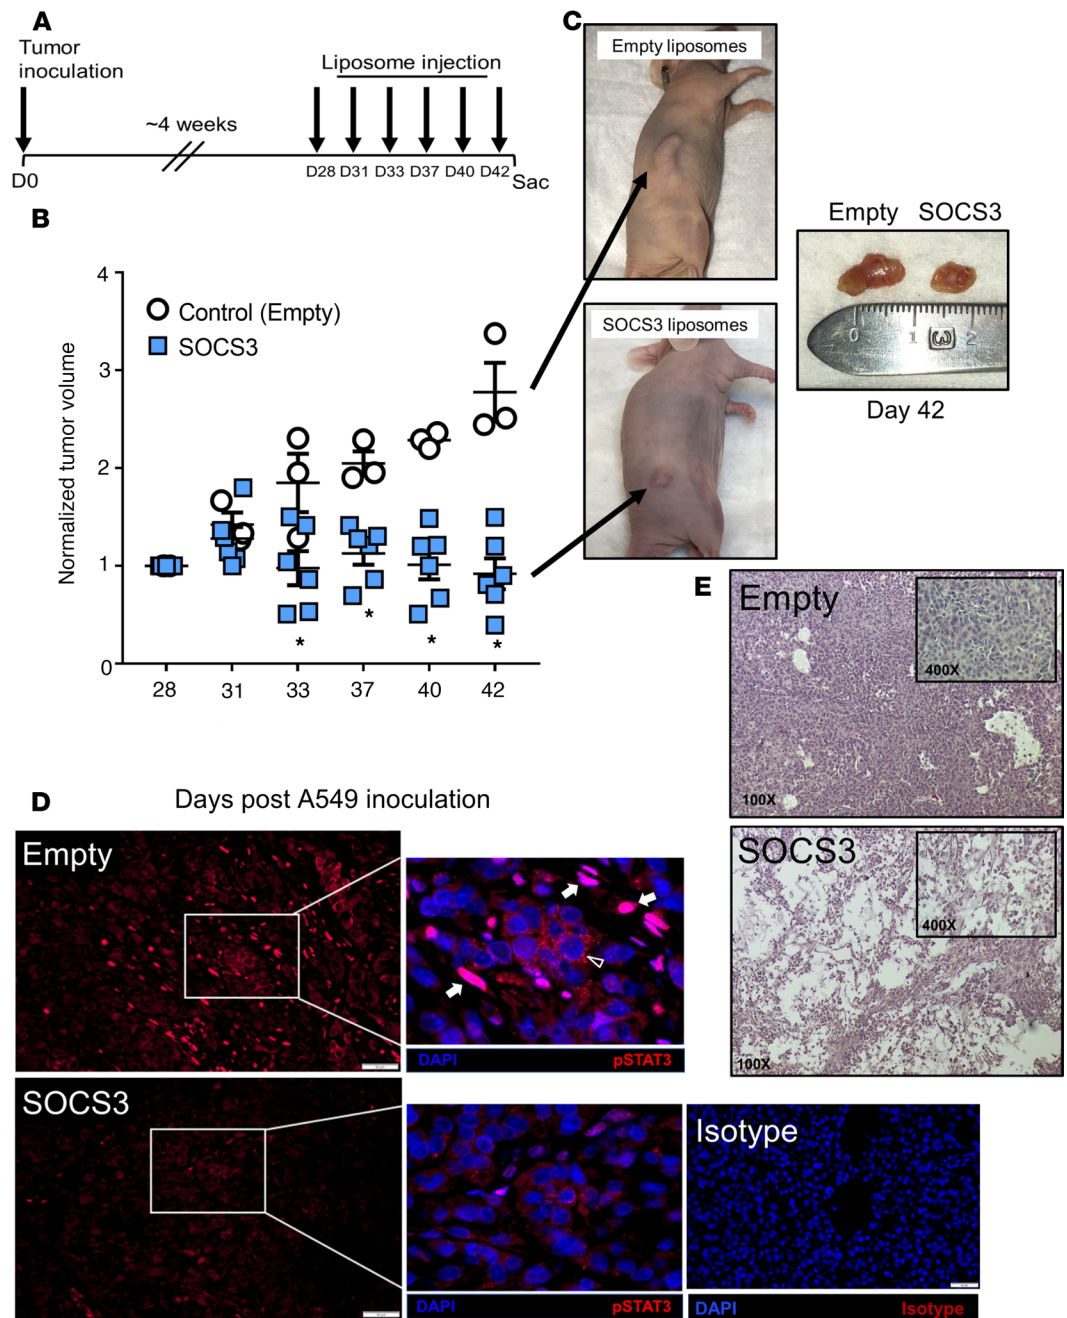 A
Tumor
inoculation
Liposome injection
~4 weeks
D0
D28 D31 D33 D37 D40 D42 Sac
B
4
3
2
1
0
Normalized tumor volume
Control (Empty)
SOCS3
*
*
*
*
28 31 33 37 40 42
Days post A549 inoculation
C
Empty liposomes
SOCS3 liposomes
Empty SOCS3
0 1 3 2
Day 42
D
Empty
DAPI pSTAT3
SOCS3
DAPI pSTAT3
Isotype
DAPI Isotype
E
Empty
400X
100X
SOCS3
400X
100X